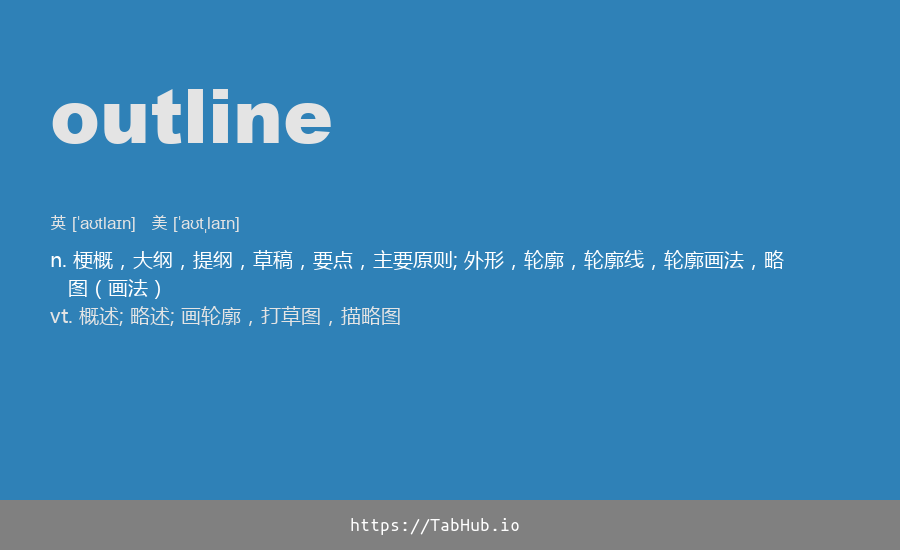 outline
英 [ˈaʊtlaɪn]   美 [ˈaʊtˌlaɪn]
n. 梗概，大纲，提纲，草稿，要点，主要原则; 外形，轮廓，轮廓线，轮廓画法，略
图（画法）
vt. 概述; 略述; 画轮廓，打草图，描略图
https://TabHub.io